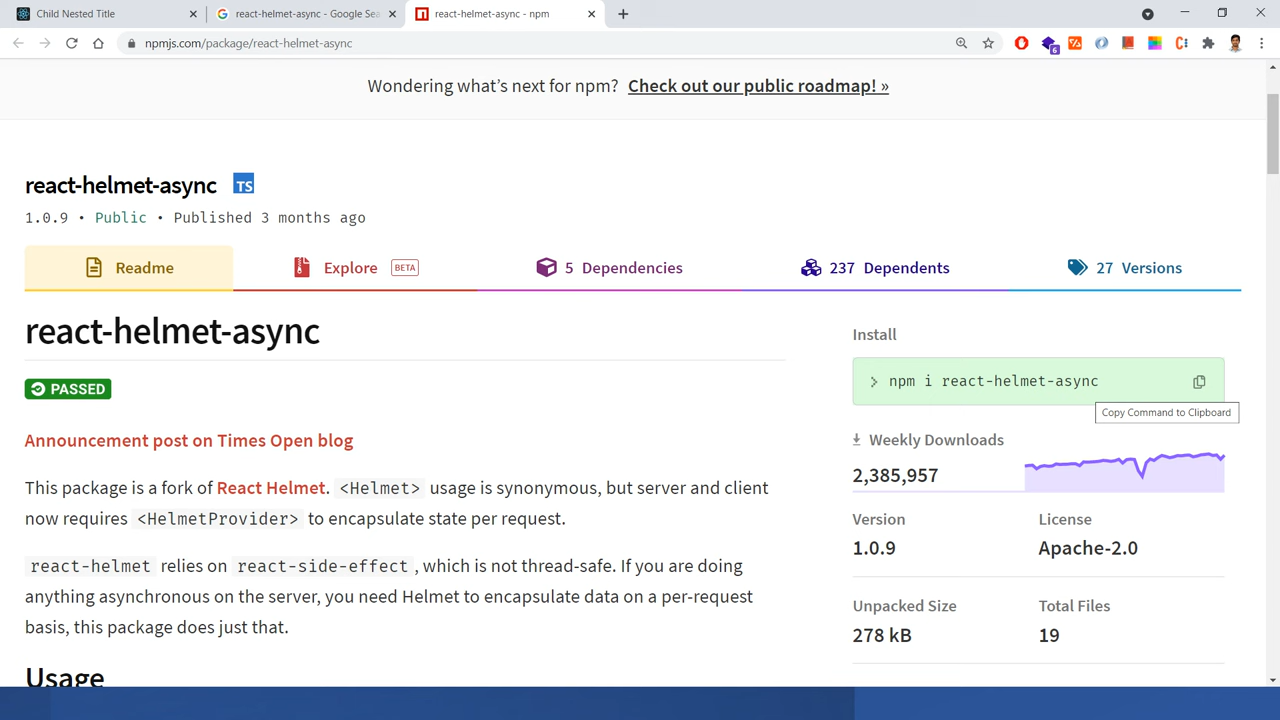 Child Nested Title
react-helmet-async - Google Sea
react-helmet-async - npm
npmjs.com/package/react-helmet-async
6
Wondering what's next for npm? Check out our public roadmap! »
react-helmet-async TS
1.0.9 • Public • Published 3 months ago
Readme
Explore BETA
5 Dependencies
237 Dependents
27 Versions
react-helmet-async
PASSED
Announcement post on Times Open blog
This package is a fork of React Helmet. <Helmet> usage is synonymous, but server and client
now requires <HelmetProvider> to encapsulate state per request.
react-helmet relies on react-side-effect , which is not thread-safe. If you are doing
anything asynchronous on the server, you need Helmet to encapsulate data on a per-request
basis, this package does just that.
Usage
Install
npm i react-helmet-async
Copy Command to Clipboard
Weekly Downloads
2,385,957
Version
License
1.0.9
Apache-2.0
Unpacked Size
Total Files
278 kB
19